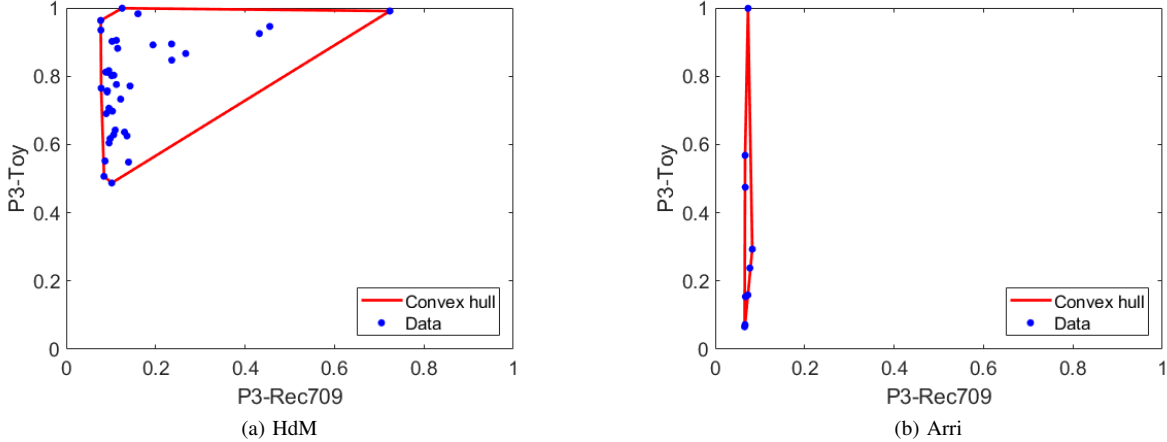 1
0.8
0.6
0.4
0.2
0
P3-Toy
Convex hull
Data
0 0.2 0.4 0.6 0.8 1
P3-Rec709
(a) HdM
1
0.8
0.6
0.4
0.2
0
P3-Toy
Convex hull
Data
0 0.2 0.4 0.6 0.8 1
P3-Rec709
(b) Arri